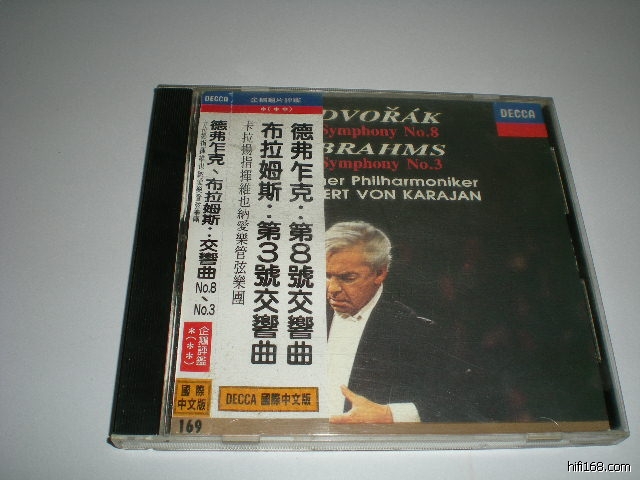 DECCA
德弗乍克、布拉姆斯：交響曲 No.8、No.3
企鵝評鑑
*(**)
國際
中文版
169
企鵝唱片評鑑
*(**)
德弗乍克：第8號交響曲
布拉姆斯：第3號交響曲
卡拉揚指揮維也納愛樂管弦樂團
DECCA 國際中文版
DVOŘÁK
Symphony No.8
BRAHMS
Symphony No.3
ner Philharmoniker
ERT VON KARAJAN
DECCA
hifi168.com